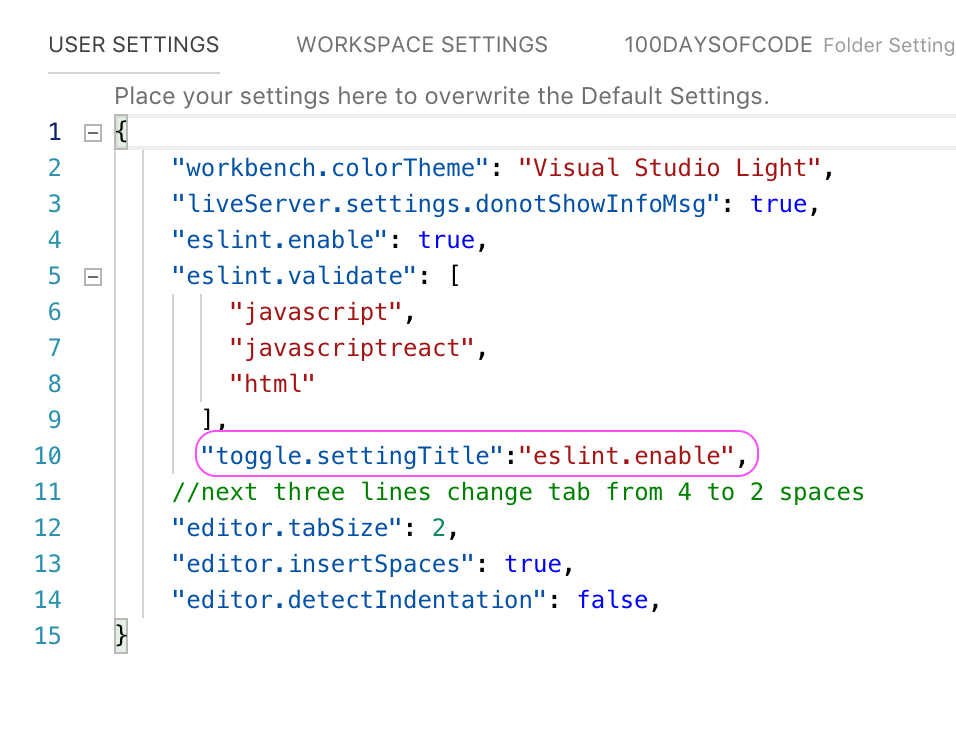 USER SETTINGS WORKSPACE SETTINGS 100DAYSOFCODE Folder Setting
Place your settings here to overwrite the Default Settings.
1 {
2 "workbench.colorTheme": "Visual Studio Light",
3 "liveServer.settings.donotShowInfoMsg": true,
4 "eslint.enable": true,
5 "eslint.validate": [
6 "javascript",
7 "javascriptreact",
8 "html"
9 ],
10 "toggle.settingTitle":"eslint.enable",
11 //next three lines change tab from 4 to 2 spaces
12 "editor.tabSize": 2,
13 "editor.insertSpaces": true,
14 "editor.detectIndentation": false,
15 }